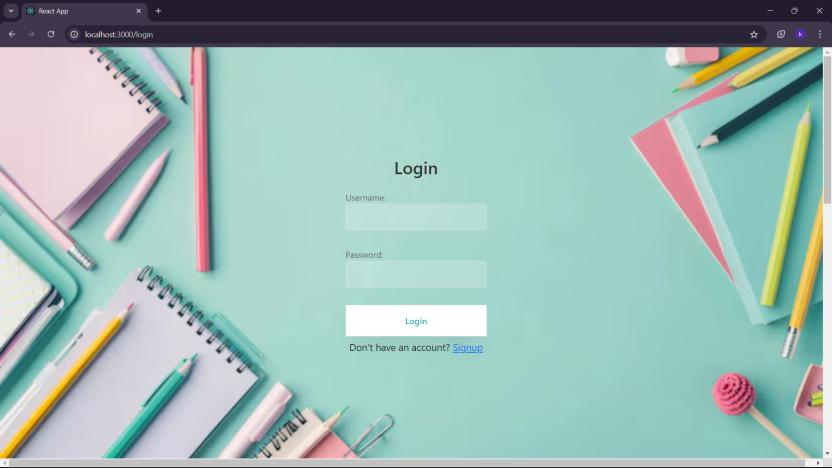 React App
localhost:3000/login
k
Login
Username:
Password:
Login
Don't have an account? Signup